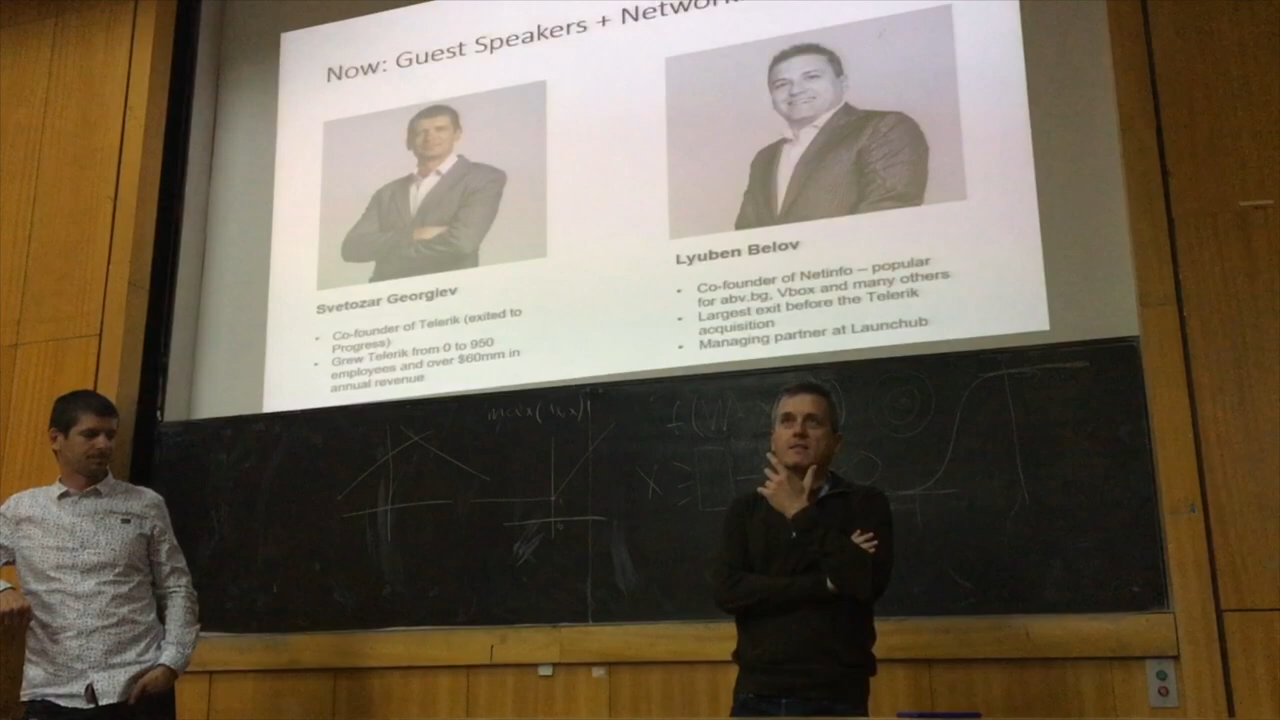 Now: Guest Speakers + Network
Svetozar Georgiev
• Co-founder of Telerik (exited to
Progress)
• Grew Telerik from 0 to 950
employees and over $60mm in
annual revenue
Lyuben Belov
• Co-founder of Netinfo – popular
for abv.bg, Vbox and many others
• Largest exit before the Telerik
acquisition
• Managing partner at Launchub